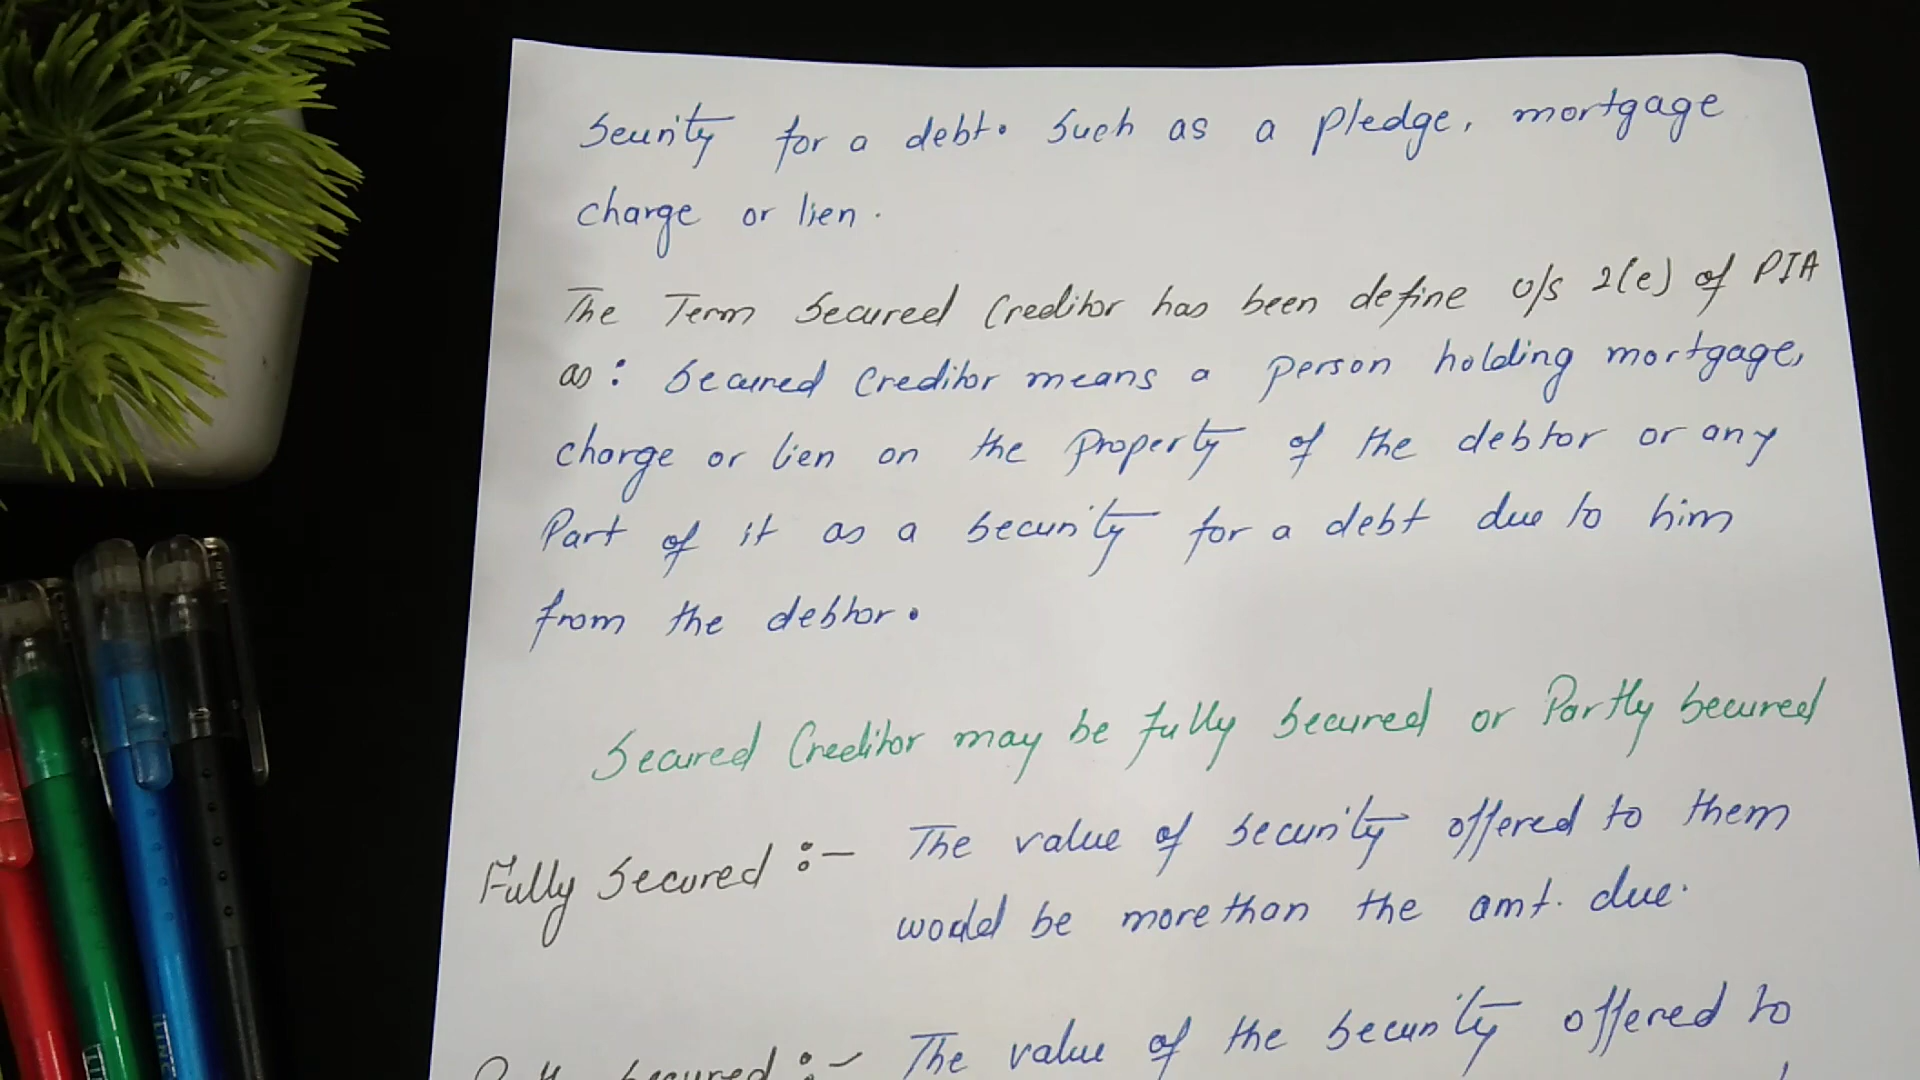 Seurity for a debt. Such as a pledge, mortgage
charge or lien.
The Term Secured Creditor has been define u/s 2(e) of PIA
as: Secured Creditor means a person holding mortgage,
charge or lien on the property of the debtor or any
Part of it as a security for a debt due to him
from the debtor.
Secured Creditor may be fully secured or Partly secured
Fully Secured :- The value of security offered to them
would be more than the amt. due.
secured :- The value of the security offered to